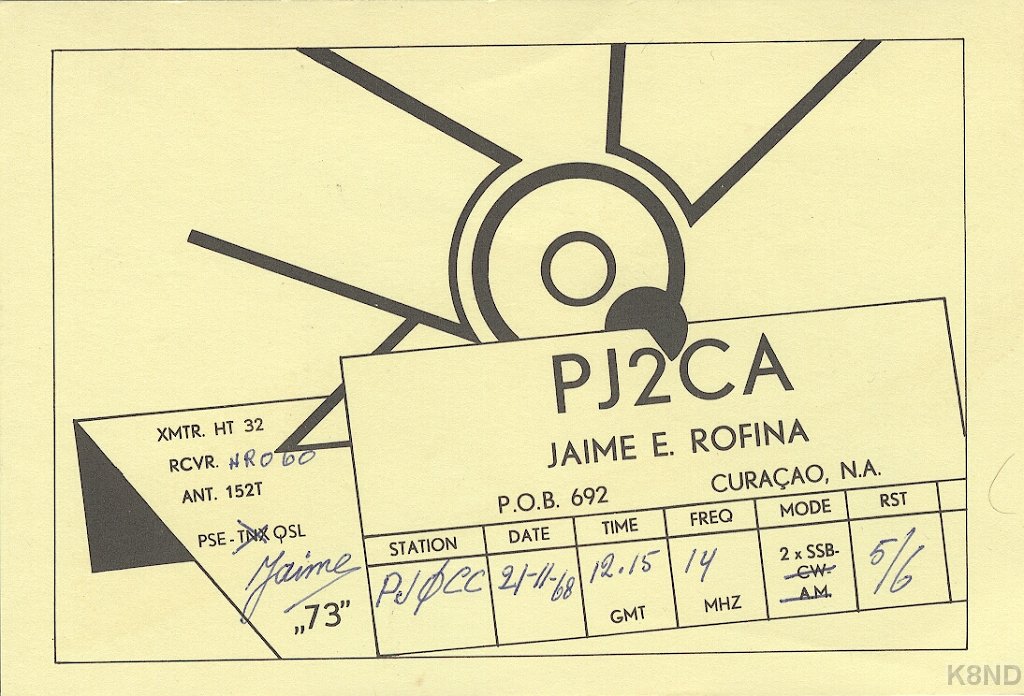 PJ2CA
JAIME E. ROFINA
P.O.B. 692 CURAÇAO, N.A.
XMTR. HT 32
RCVR. NRO 60
ANT. 152T
PSE - TNX QSL
Jaime
„73”
STATION DATE TIME FREQ MODE RST
PJØCC 21-11-68 12.15 GMT 14 MHZ 2 x SSB- 5/6
CW-
A.M.
K8ND